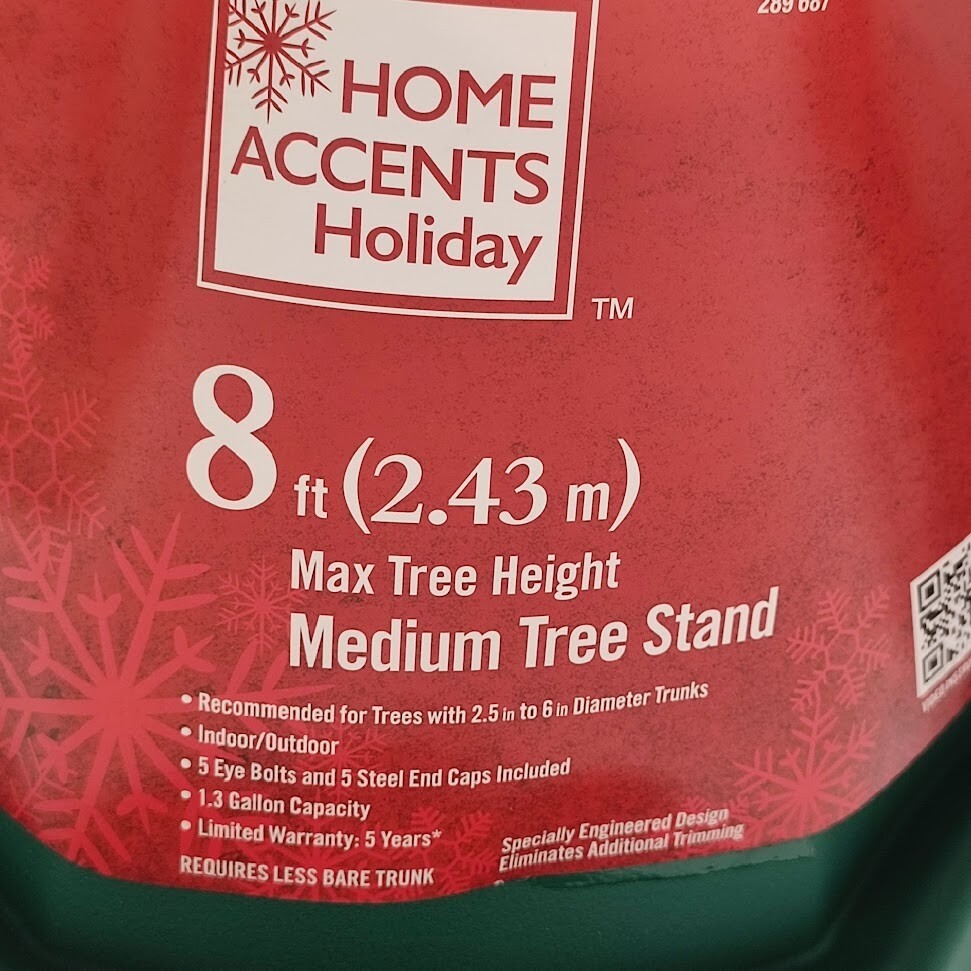 HOME
ACCENTS
Holiday
TM
8 ft (2.43 m)
Max Tree Height
Medium Tree Stand
• Recommended for Trees with 2.5 in to 6 in Diameter Trunks
• Indoor/Outdoor
• 5 Eye Bolts and 5 Steel End Caps Included
• 1.3 Gallon Capacity
• Limited Warranty: 5 Years*
REQUIRES LESS BARE TRUNK
Specially Engineered Design
Eliminates Additional Trimming